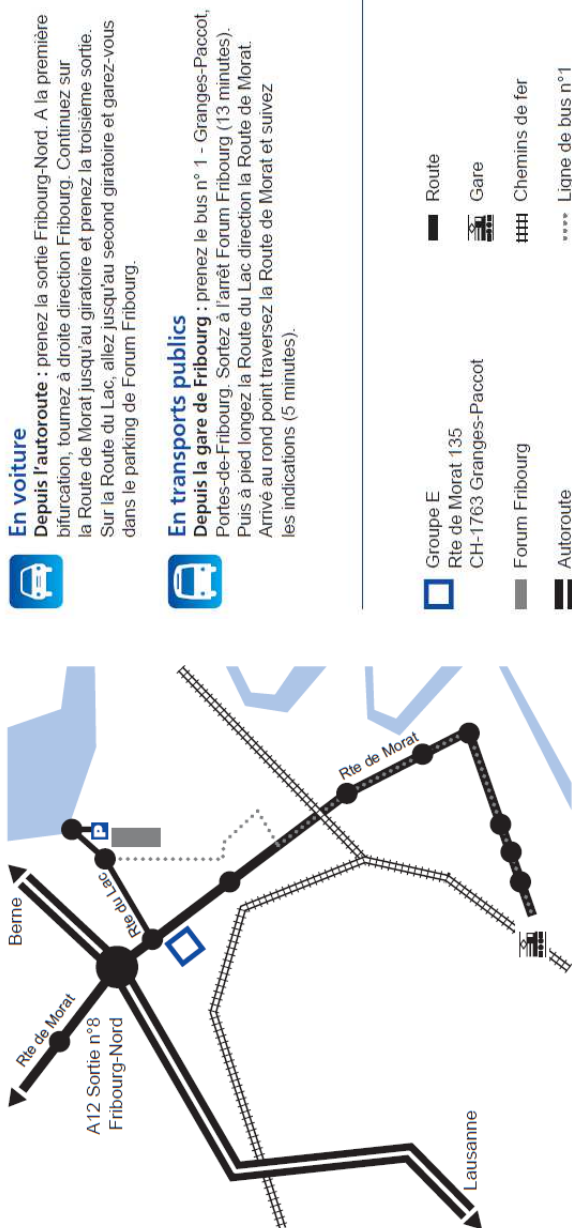 En voiture
Depuis l'autoroute : prenez la sortie Fribourg-Nord. A la première
bifurcation, tournez à droite direction Fribourg. Continuez sur
la Route de Morat jusqu'au giratoire et prenez la troisième sortie.
Sur la Route du Lac, allez jusqu'au second giratoire et garez-vous
dans le parking de Forum Fribourg.
En transports publics
Depuis la gare de Fribourg : prenez le bus n° 1 - Granges-Paccot,
Portes-de-Fribourg. Sortez à l'arrêt Forum Fribourg (13 minutes).
Puis à pied longez la Route du Lac direction la Route de Morat.
Arrivé au rond point traversez la Route de Morat et suivez
les indications (5 minutes).
Groupe E
Rte de Morat 135
CH-1763 Granges-Paccot
Forum Fribourg
Autoroute
Route
Gare
Chemins de fer
Ligne de bus n°1
Berne
Rte de Morat
A12 Sortie n°8
Fribourg-Nord
Rte du Lac
P
Rte de Morat
Lausanne